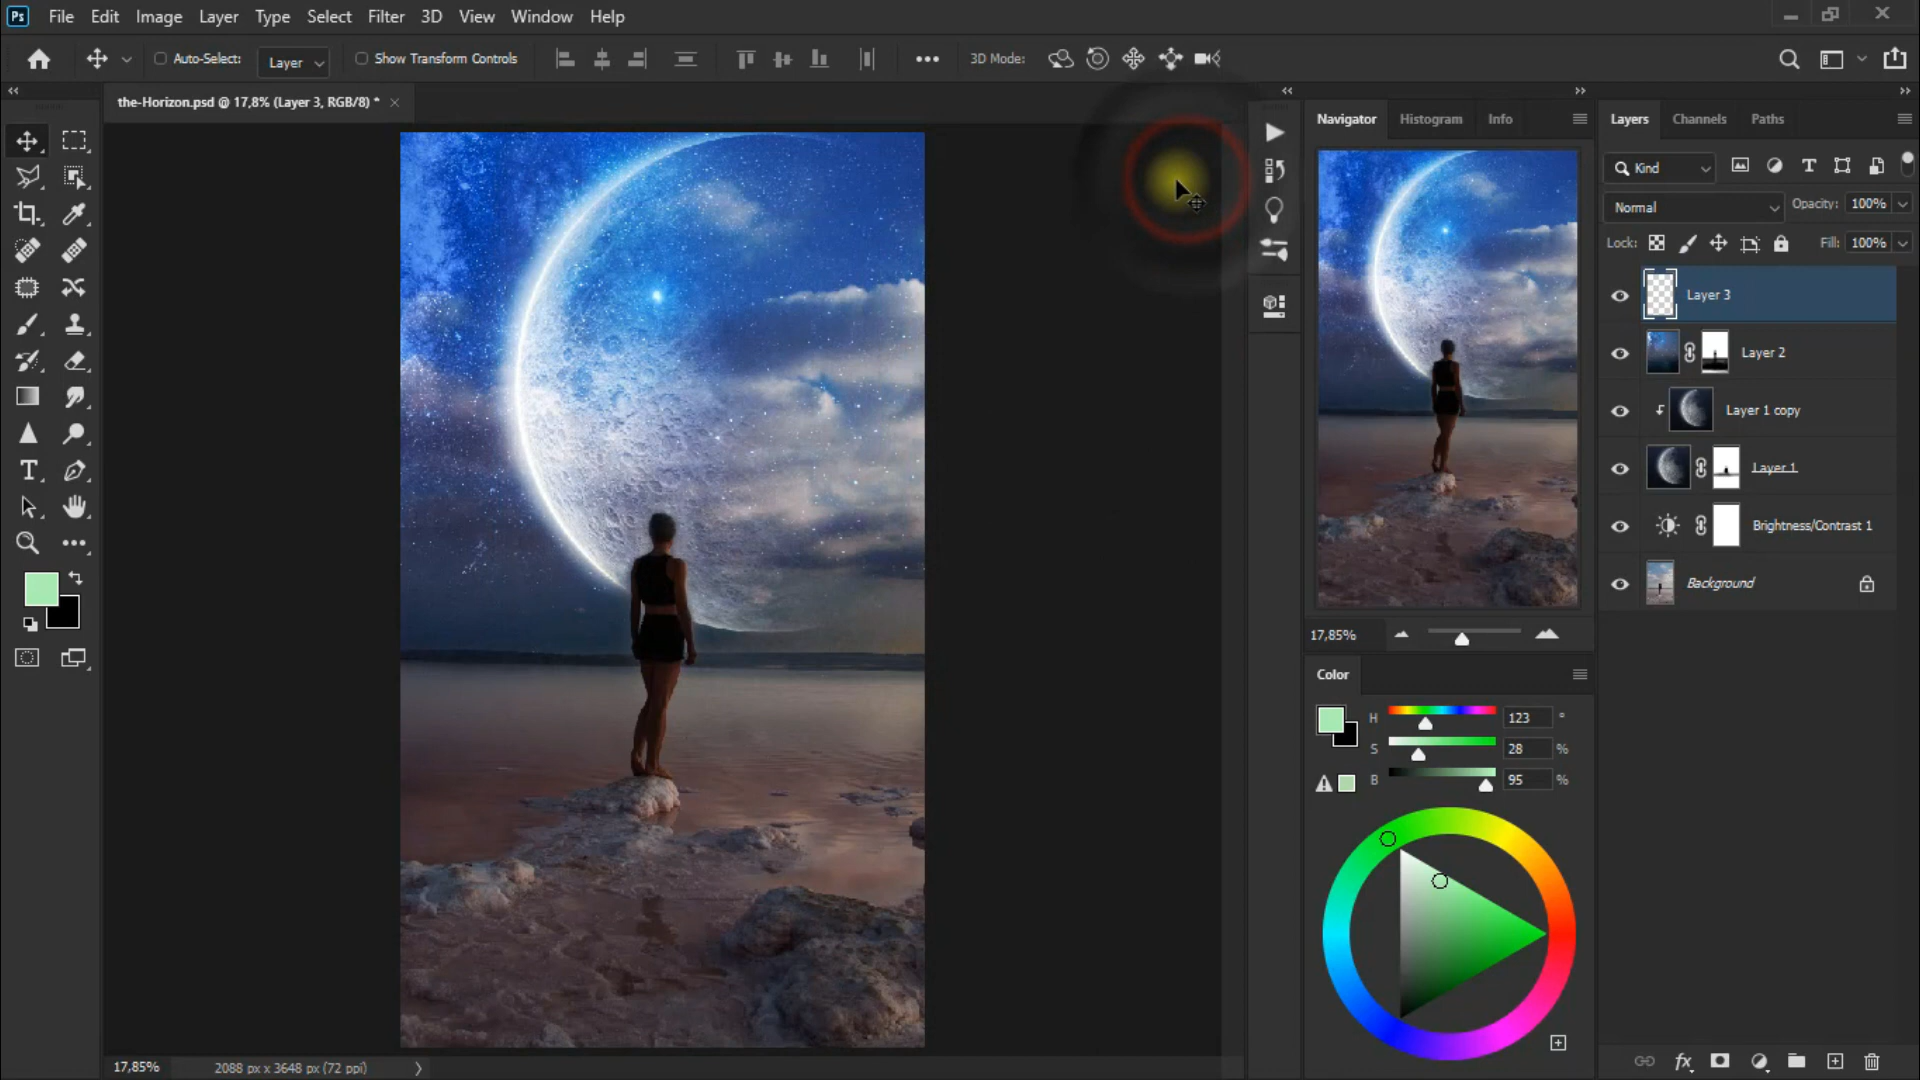 Ps File Edit Image Layer Type Select Filter 3D View Window Help
Auto-Select: Layer Show Transform Controls 3D Mode:
the-Horizon.psd @ 17,8% (Layer 3, RGB/8) *
Navigator Histogram Info
Layers Channels Paths
Kind
Normal Opacity: 100%
Lock: Fill: 100%
Layer 3
Layer 2
Layer 1 copy
Layer 1
Brightness/Contrast 1
Background
17,85%
Color
H 123 °
S 28 %
B 95 %
17,85% 2088 px x 3648 px (72 ppi)